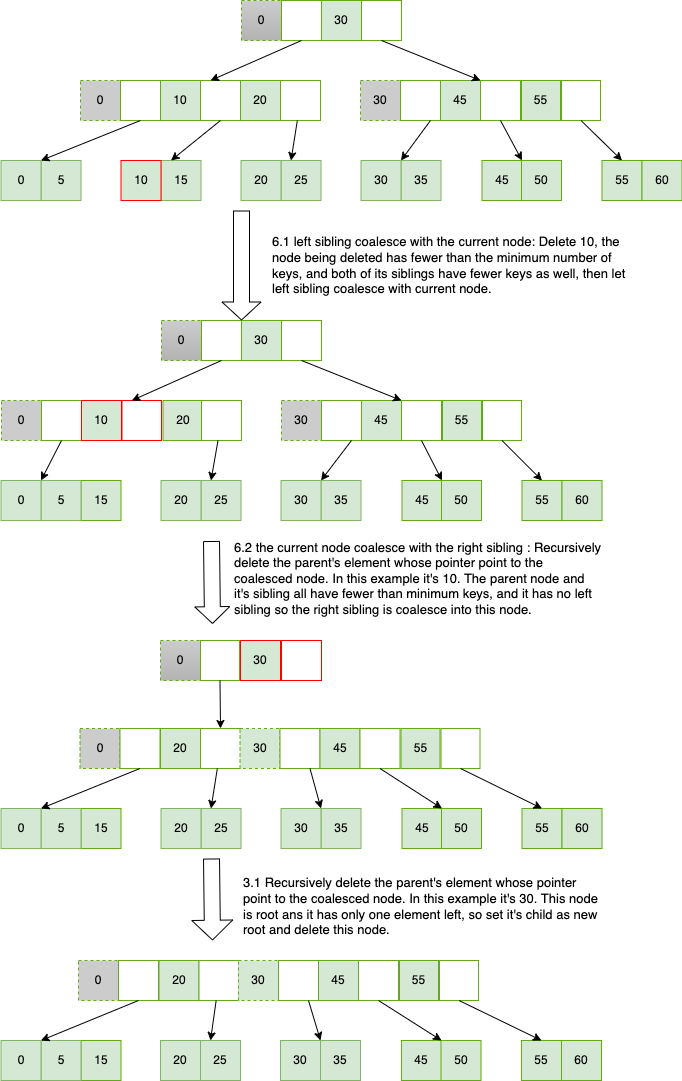 0 30
0 10 20 30 45 55
0 5 10 15 20 25 30 35 45 50 55 60
6.1 left sibling coalesce with the current node: Delete 10, the
node being deleted has fewer than the minimum number of
keys, and both of its siblings have fewer keys as well, then let
left sibling coalesce with current node.
0 30
0 10 20 30 45 55
0 5 15 20 25 30 35 45 50 55 60
6.2 the current node coalesce with the right sibling : Recursively
delete the parent's element whose pointer point to the
coalesced node. In this example it's 10. The parent node and
it's sibling all have fewer than minimum keys, and it has no left
sibling so the right sibling is coalesce into this node.
0 30
0 20 30 45 55
0 5 15 20 25 30 35 45 50 55 60
3.1 Recursively delete the parent's element whose pointer
point to the coalesced node. In this example it's 30. This node
is root ans it has only one element left, so set it's child as new
root and delete this node.
0 20 30 45 55
0 5 15 20 25 30 35 45 50 55 60